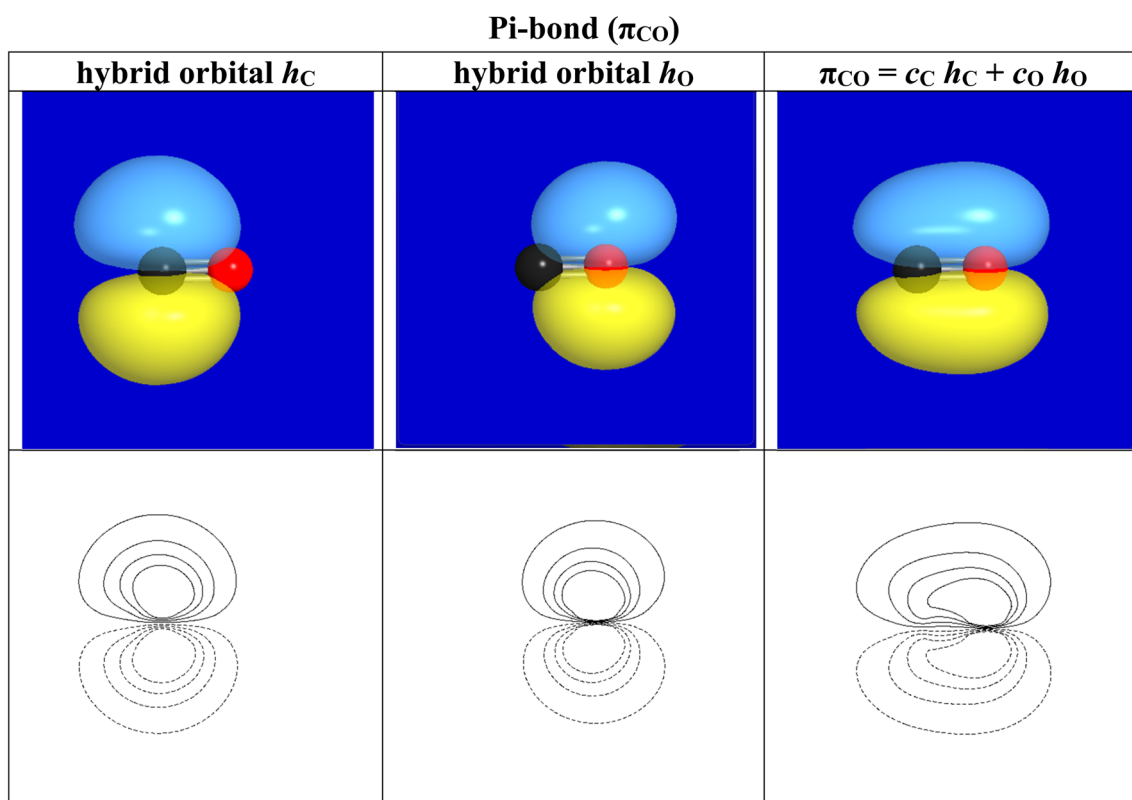 Pi-bond (πCO)
hybrid orbital hC
hybrid orbital hO
πCO = cC hC + cO hO